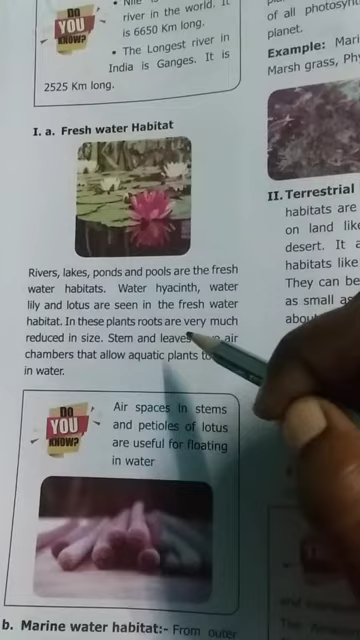 • Nile
river in the world. It
is 6650 Km long.
• The Longest river in
India is Ganges. It is
2525 Km long.
DO
YOU
KNOW?
I. a. Fresh water Habitat
Rivers, lakes, ponds and pools are the fresh
water habitats. Water hyacinth, water
lily and lotus are seen in the fresh water
habitat. In these plants roots are very much
reduced in size. Stem and leaves air
chambers that allow aquatic plants to
in water.
DO
YOU
KNOW?
Air spaces in stems
and petioles of lotus
are useful for floating
in water
b. Marine water habitat:- From outer
of all
planet.
Example:
Marsh grass,
II. Terrestrial
habitats are
on land
desert. It
habitats like
They can be
as small as